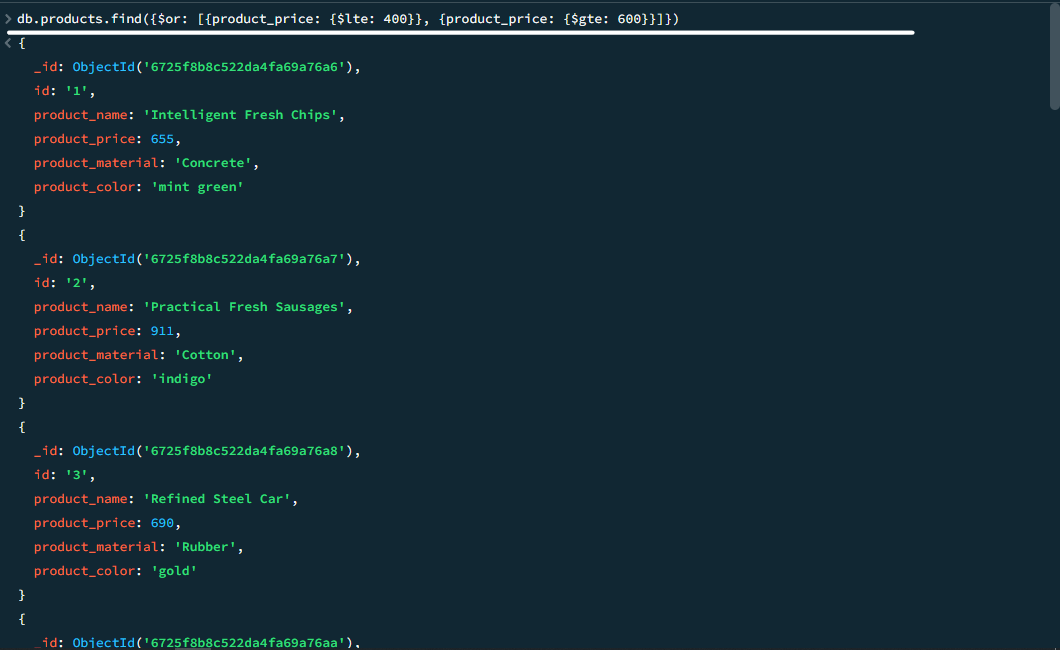 > db.products.find({$or: [{product_price: {$lte: 400}}, {product_price: {$gte: 600}}]})
< {
_id: ObjectId('6725f8b8c522da4fa69a76a6'),
id: '1',
product_name: 'Intelligent Fresh Chips',
product_price: 655,
product_material: 'Concrete',
product_color: 'mint green'
}
{
_id: ObjectId('6725f8b8c522da4fa69a76a7'),
id: '2',
product_name: 'Practical Fresh Sausages',
product_price: 911,
product_material: 'Cotton',
product_color: 'indigo'
}
{
_id: ObjectId('6725f8b8c522da4fa69a76a8'),
id: '3',
product_name: 'Refined Steel Car',
product_price: 690,
product_material: 'Rubber',
product_color: 'gold'
}
{
_id: ObjectId('6725f8b8c522da4fa69a76aa'),